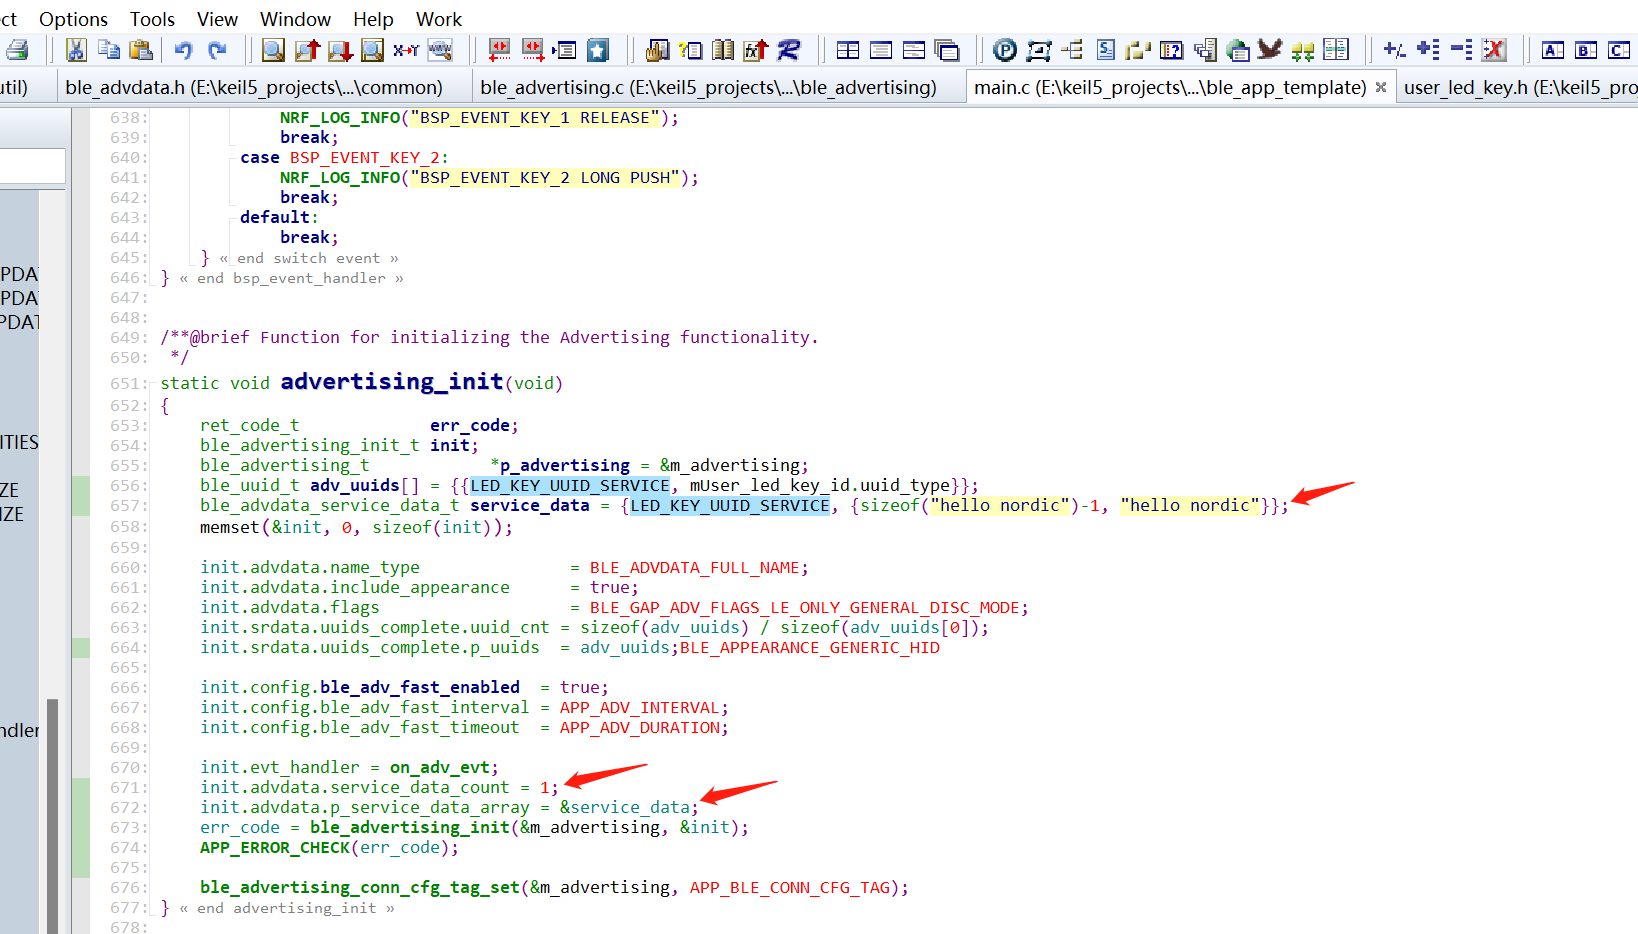 ct Options Tools View Window Help Work
util) ble_advdata.h (E:\keil5_projects\...\common) ble_advertising.c (E:\keil5_projects\...\ble_advertising) main.c (E:\keil5_projects\...\ble_app_template) user_led_key.h (E:\keil5_pro
638: NRF_LOG_INFO("BSP_EVENT_KEY_1 RELEASE");
639: break;
640: case BSP_EVENT_KEY_2:
641: NRF_LOG_INFO("BSP_EVENT_KEY_2 LONG PUSH");
642: break;
643: default:
644: break;
645: } « end switch event »
646: } « end bsp_event_handler »
647:
648:
649: /**@brief Function for initializing the Advertising functionality.
650: */
651: static void advertising_init(void)
652: {
653: ret_code_t err_code;
654: ble_advertising_init_t init;
655: ble_advertising_t *p_advertising = &m_advertising;
656: ble_uuid_t adv_uuids[] = {{LED_KEY_UUID_SERVICE, mUser_led_key_id.uuid_type}};
657: ble_advdata_service_data_t service_data = {LED_KEY_UUID_SERVICE, {sizeof("hello nordic")-1, "hello nordic"}};
658: memset(&init, 0, sizeof(init));
659:
660: init.advdata.name_type = BLE_ADVDATA_FULL_NAME;
661: init.advdata.include_appearance = true;
662: init.advdata.flags = BLE_GAP_ADV_FLAGS_LE_ONLY_GENERAL_DISC_MODE;
663: init.srdata.uuids_complete.uuid_cnt = sizeof(adv_uuids) / sizeof(adv_uuids[0]);
664: init.srdata.uuids_complete.p_uuids = adv_uuids;BLE_APPEARANCE_GENERIC_HID
665:
666: init.config.ble_adv_fast_enabled = true;
667: init.config.ble_adv_fast_interval = APP_ADV_INTERVAL;
668: init.config.ble_adv_fast_timeout = APP_ADV_DURATION;
669:
670: init.evt_handler = on_adv_evt;
671: init.advdata.service_data_count = 1;
672: init.advdata.p_service_data_array = &service_data;
673: err_code = ble_advertising_init(&m_advertising, &init);
674: APP_ERROR_CHECK(err_code);
675:
676: ble_advertising_conn_cfg_tag_set(&m_advertising, APP_BLE_CONN_CFG_TAG);
677: } « end advertising_init »
678:
PDA
PDA
PDAT
ITIES
ZE
IZE
ndler